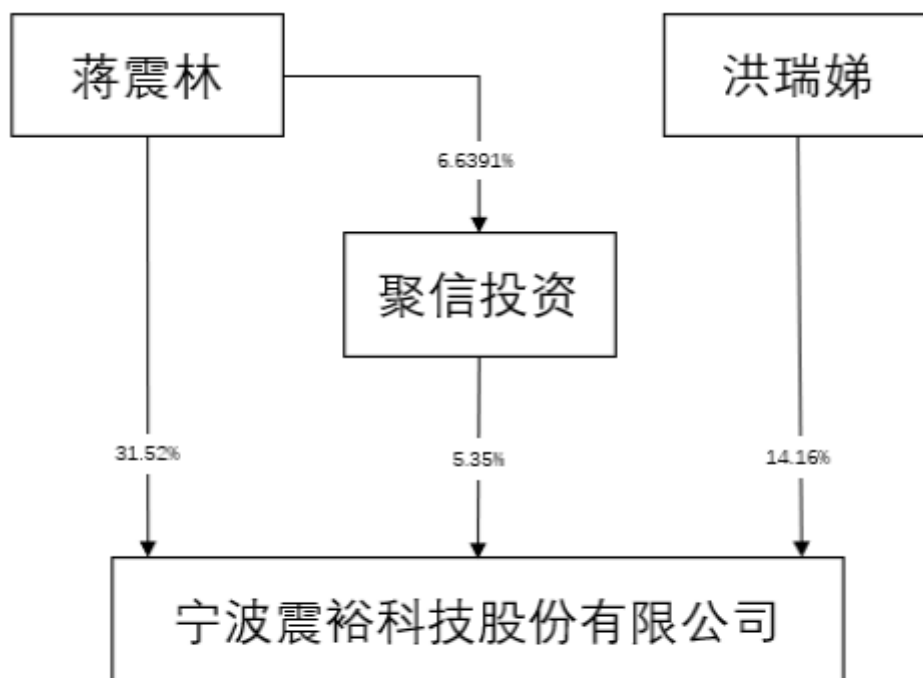 蒋震林
洪瑞娣
6.6391%
聚信投资
31.52%
5.35%
14.16%
宁波震裕科技股份有限公司